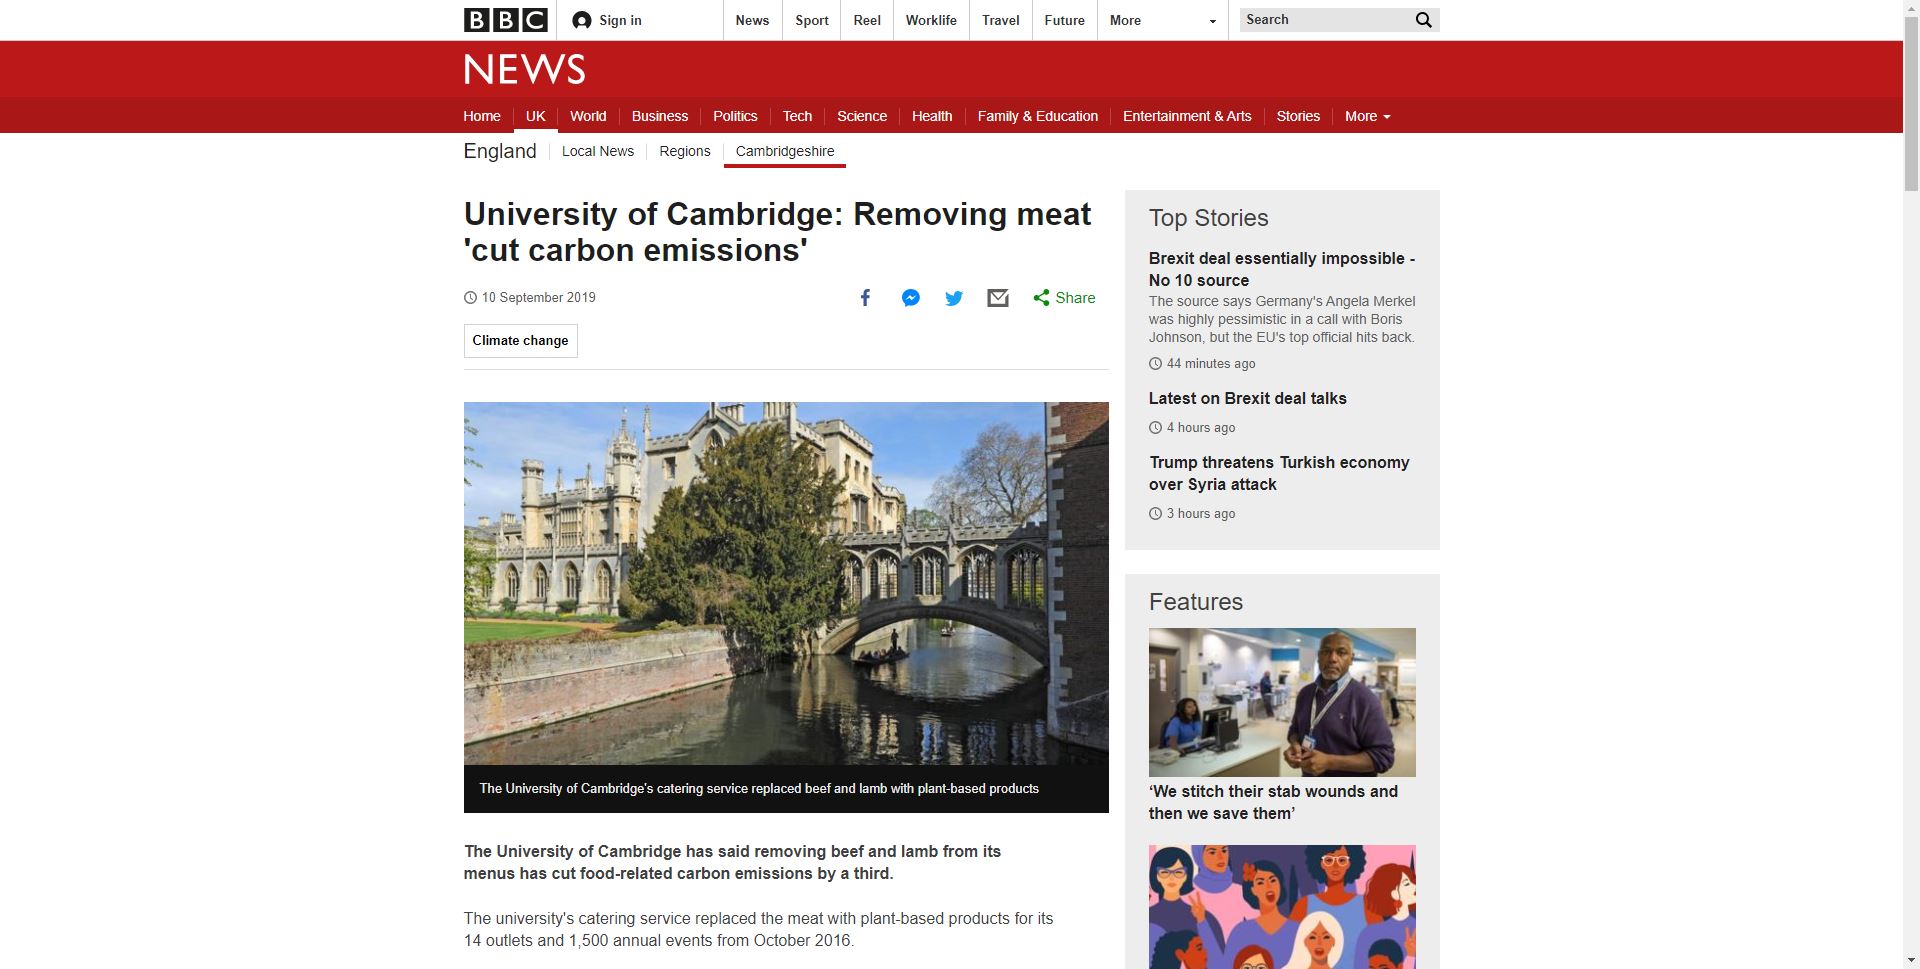 BBC
Sign in
News
Sport
Reel
Worklife
Travel
Future
More
Search
NEWS
Home
UK
World
Business
Politics
Tech
Science
Health
Family & Education
Entertainment & Arts
Stories
More
England
Local News
Regions
Cambridgeshire
University of Cambridge: Removing meat
'cut carbon emissions'
10 September 2019
Share
Climate change
The University of Cambridge's catering service replaced beef and lamb with plant-based products
The University of Cambridge has said removing beef and lamb from its
menus has cut food-related carbon emissions by a third.
The university's catering service replaced the meat with plant-based products for its
14 outlets and 1,500 annual events from October 2016.
Top Stories
Brexit deal essentially impossible -
No 10 source
The source says Germany's Angela Merkel
was highly pessimistic in a call with Boris
Johnson, but the EU's top official hits back.
44 minutes ago
Latest on Brexit deal talks
4 hours ago
Trump threatens Turkish economy
over Syria attack
3 hours ago
Features
‘We stitch their stab wounds and
then we save them’